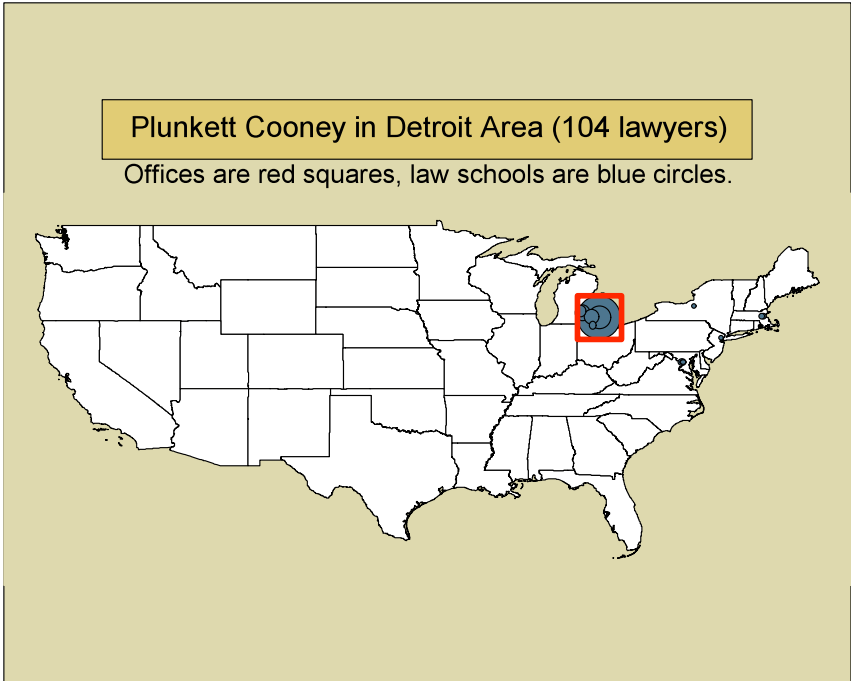 Plunkett Cooney in Detroit Area (104 lawyers)
Offices are red squares, law schools are blue circles.